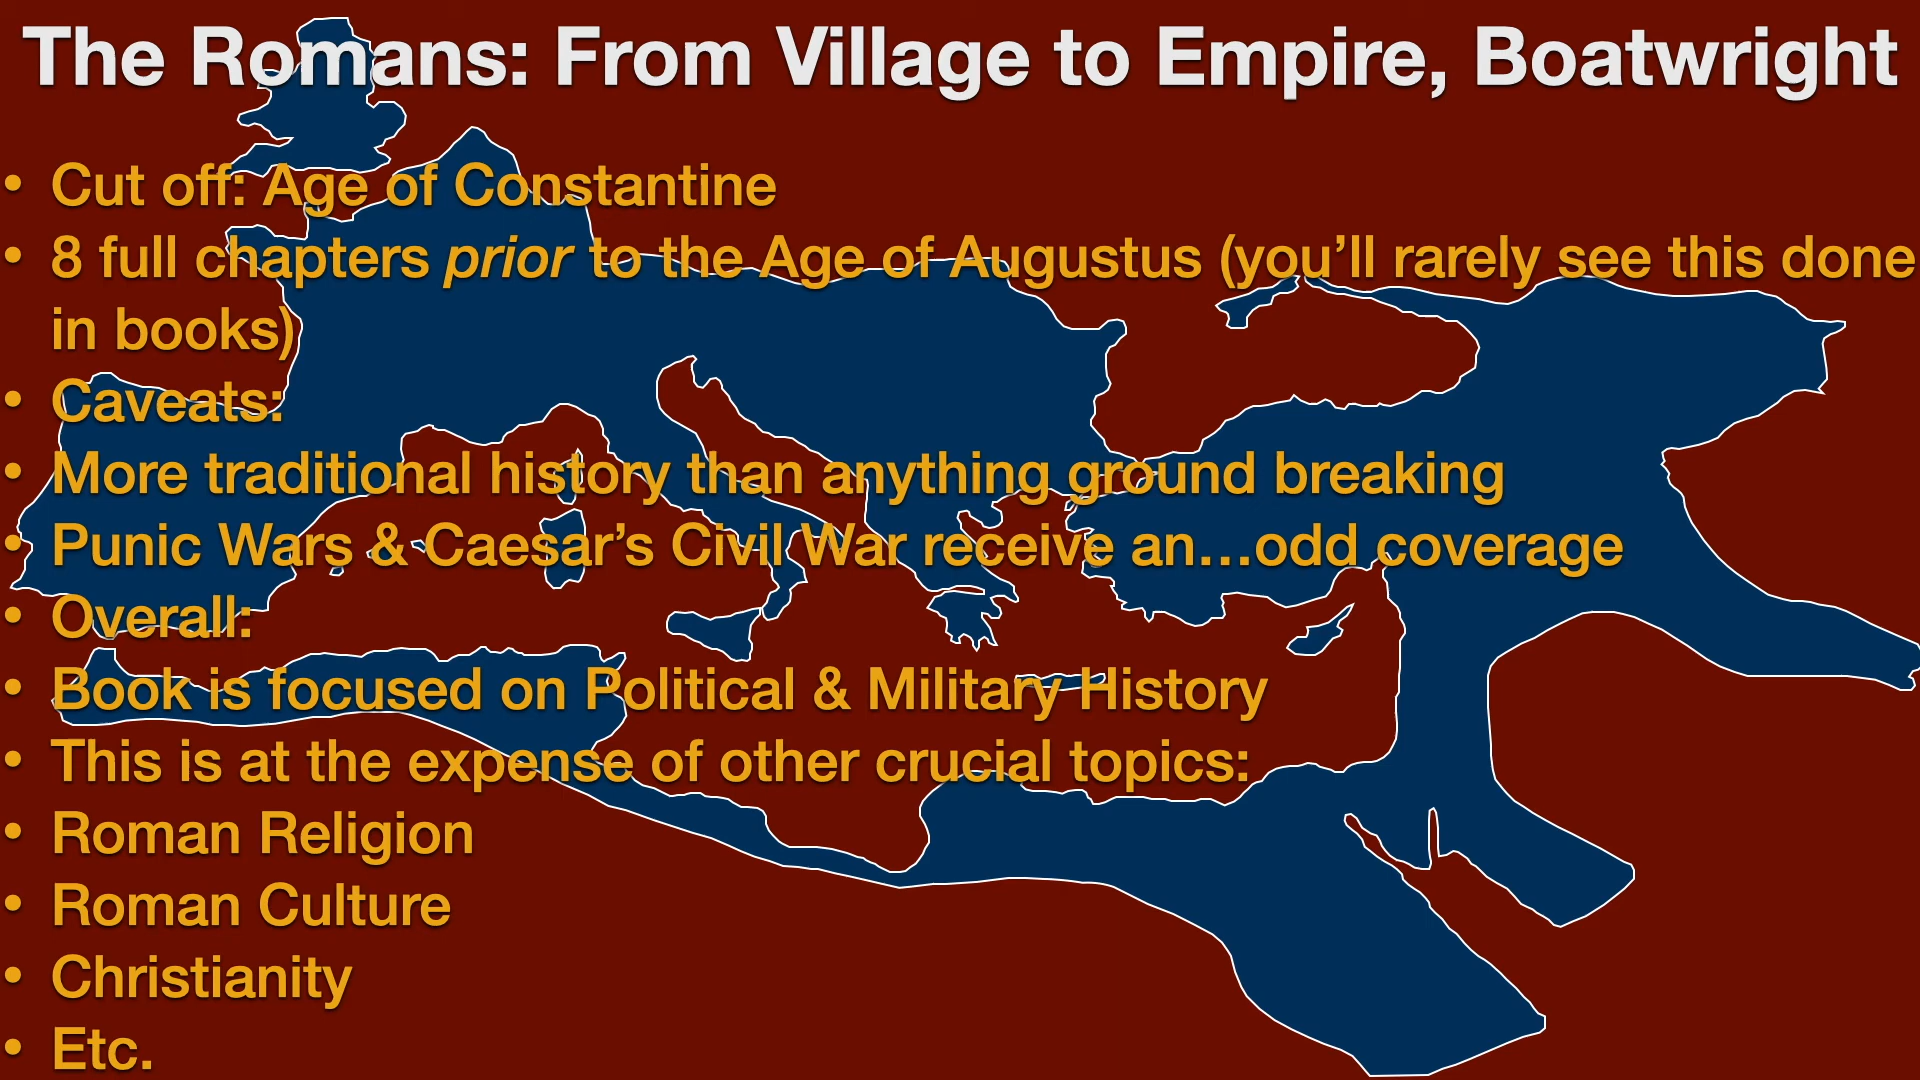 The Romans: From Village to Empire, Boatwright
• Cut off: Age of Constantine
• 8 full chapters prior to the Age of Augustus (you’ll rarely see this done
in books)
• Caveats:
• More traditional history than anything ground breaking
• Punic Wars & Caesar’s Civil War receive an…odd coverage
• Overall:
• Book is focused on Political & Military History
• This is at the expense of other crucial topics:
• Roman Religion
• Roman Culture
• Christianity
• Etc.